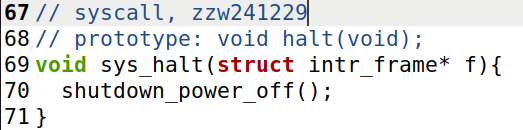 67 // syscall, zzw241229
68 // prototype: void halt(void);
69 void sys_halt(struct intr_frame* f){
70   shutdown_power_off();
71 }